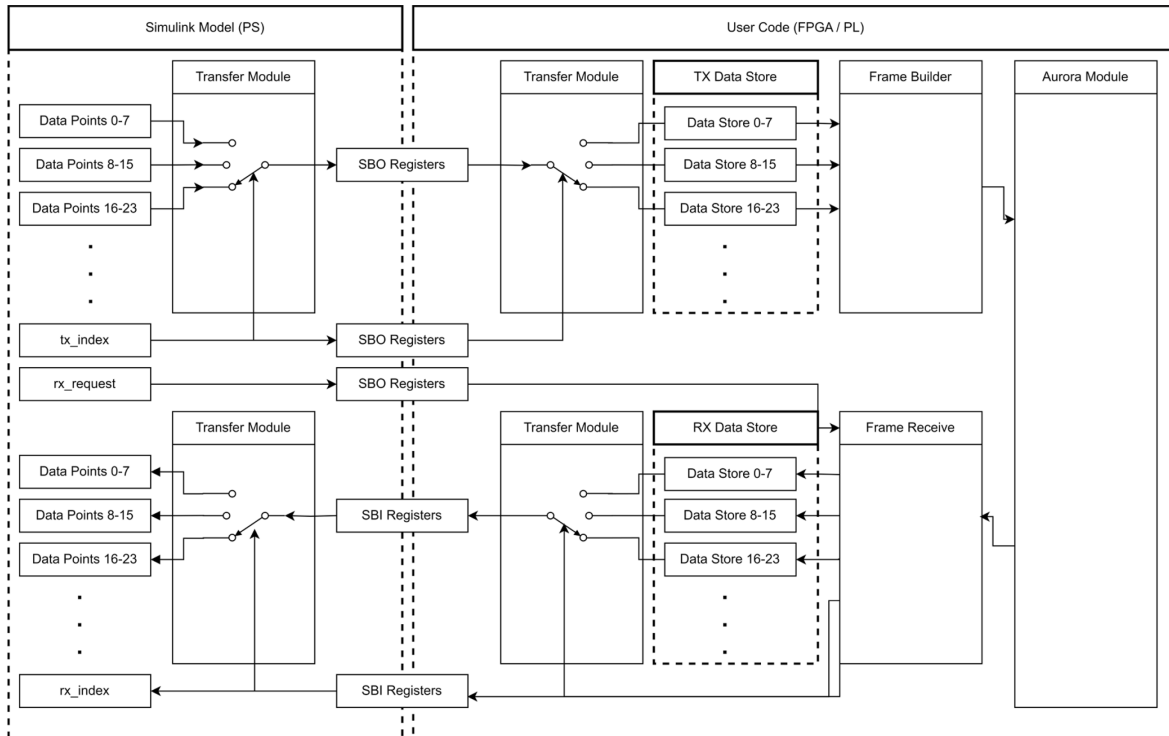 Simulink Model (PS)
User Code (FPGA / PL)
Transfer Module
Transfer Module
TX Data Store
Frame Builder
Aurora Module
Data Points 0-7
Data Store 0-7
Data Points 8-15
SBO Registers
Data Store 8-15
Data Points 16-23
Data Store 16-23
tx_index
SBO Registers
rx_request
SBO Registers
Transfer Module
Transfer Module
RX Data Store
Frame Receive
Data Points 0-7
Data Store 0-7
Data Points 8-15
SBI Registers
Data Store 8-15
Data Points 16-23
Data Store 16-23
rx_index
SBI Registers